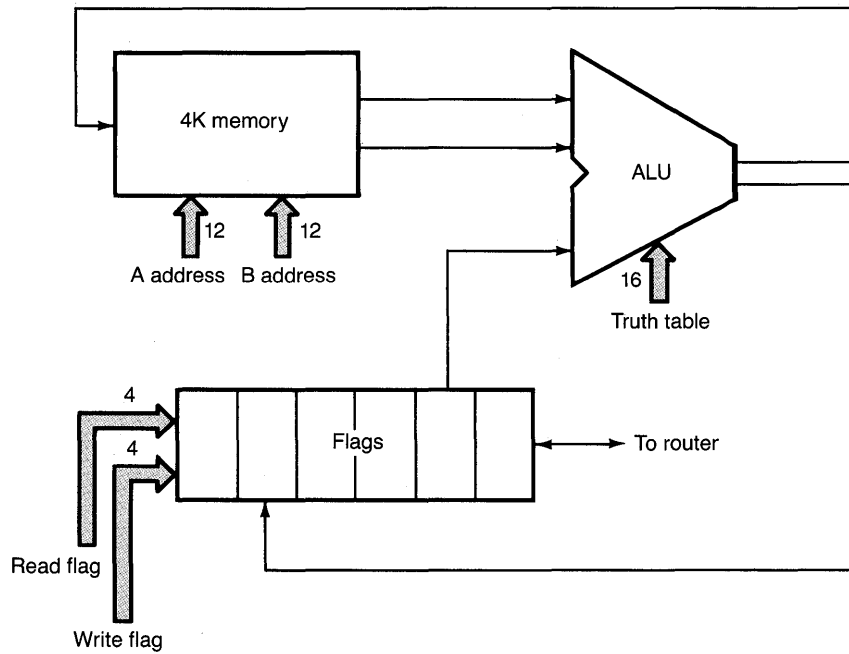 4K memory
ALU
12
12
A address
B address
16
Truth table
4
4
Flags
To router
Read flag
Write flag